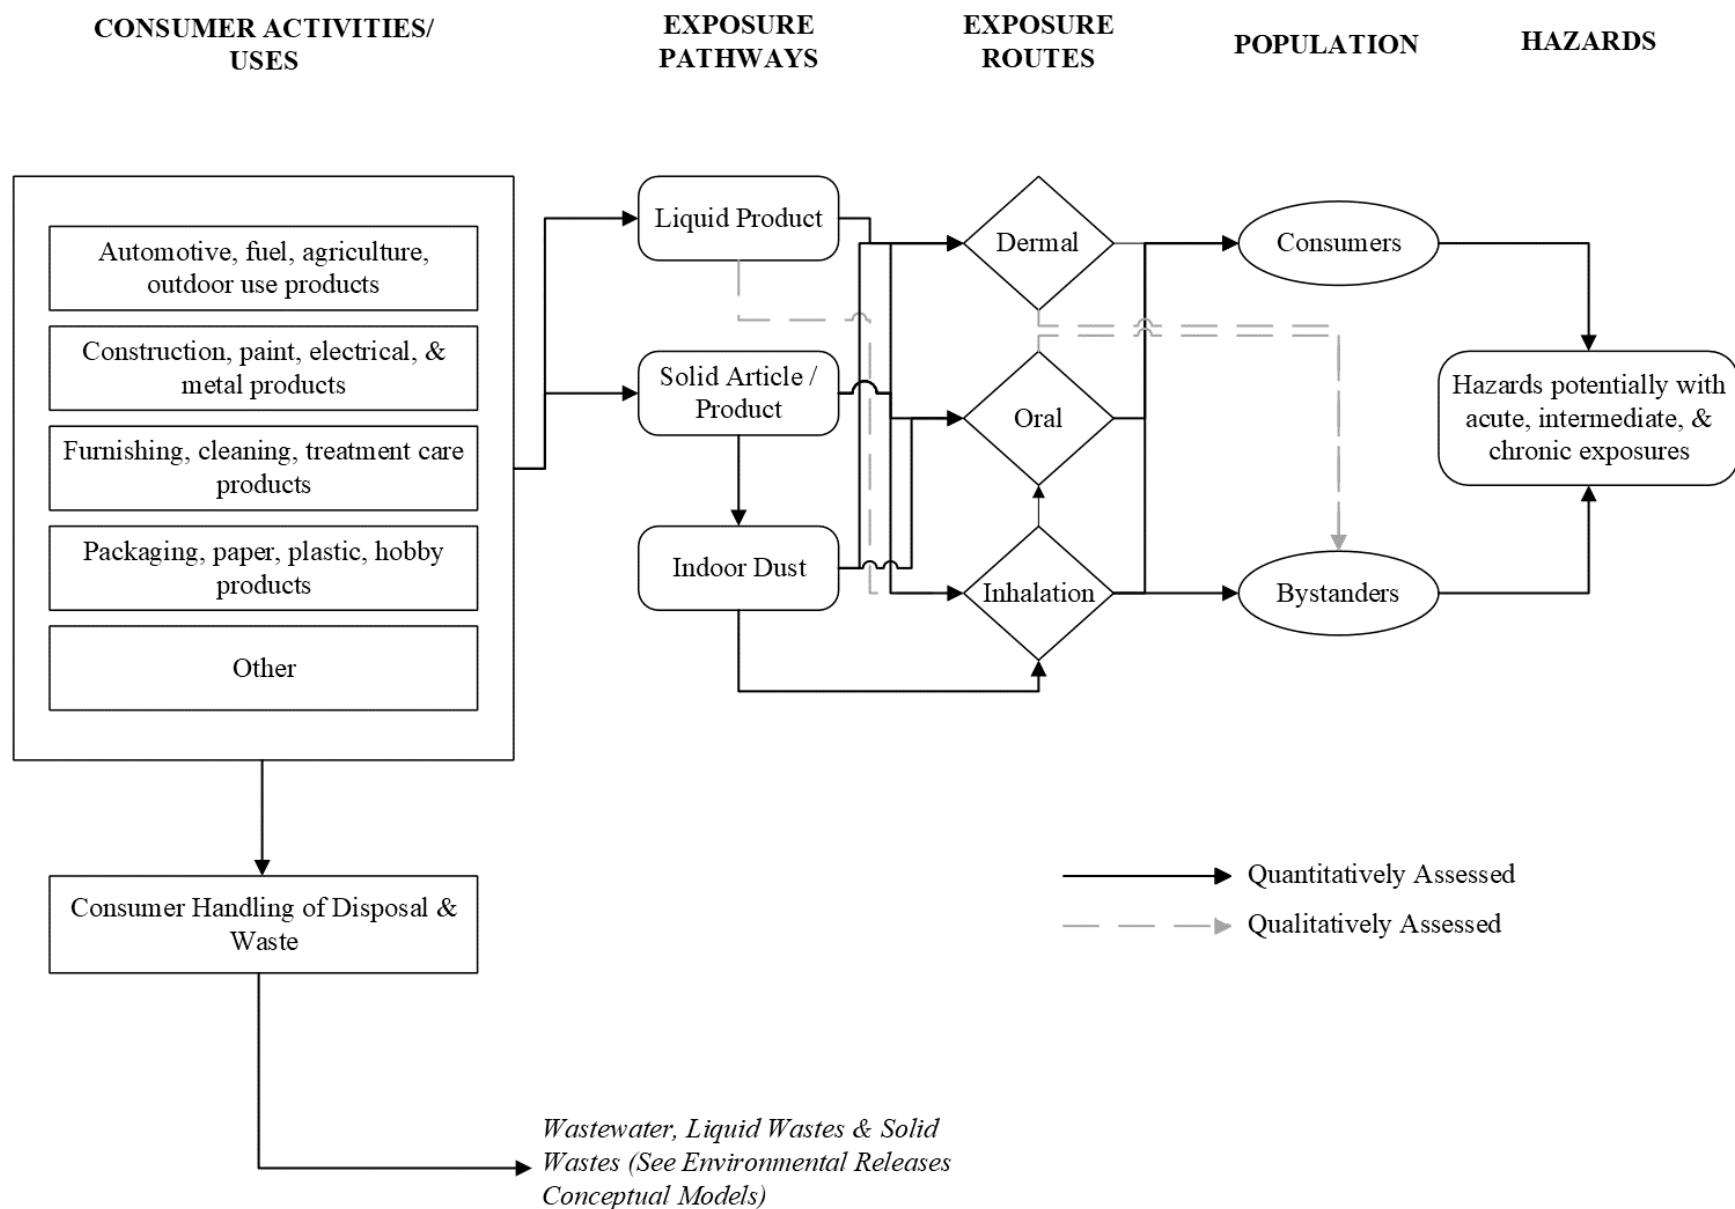 CONSUMER ACTIVITIES/
USES
EXPOSURE
PATHWAYS
EXPOSURE
ROUTES
POPULATION
HAZARDS
Automotive, fuel, agriculture,
outdoor use products
Construction, paint, electrical, &
metal products
Furnishing, cleaning, treatment care
products
Packaging, paper, plastic, hobby
products
Other
Liquid Product
Solid Article /
Product
Indoor Dust
Dermal
Oral
Inhalation
Consumers
Bystanders
Hazards potentially with
acute, intermediate, &
chronic exposures
Consumer Handling of Disposal &
Waste
Quantitatively Assessed
Qualitatively Assessed
Wastewater, Liquid Wastes & Solid
Wastes (See Environmental Releases
Conceptual Models)